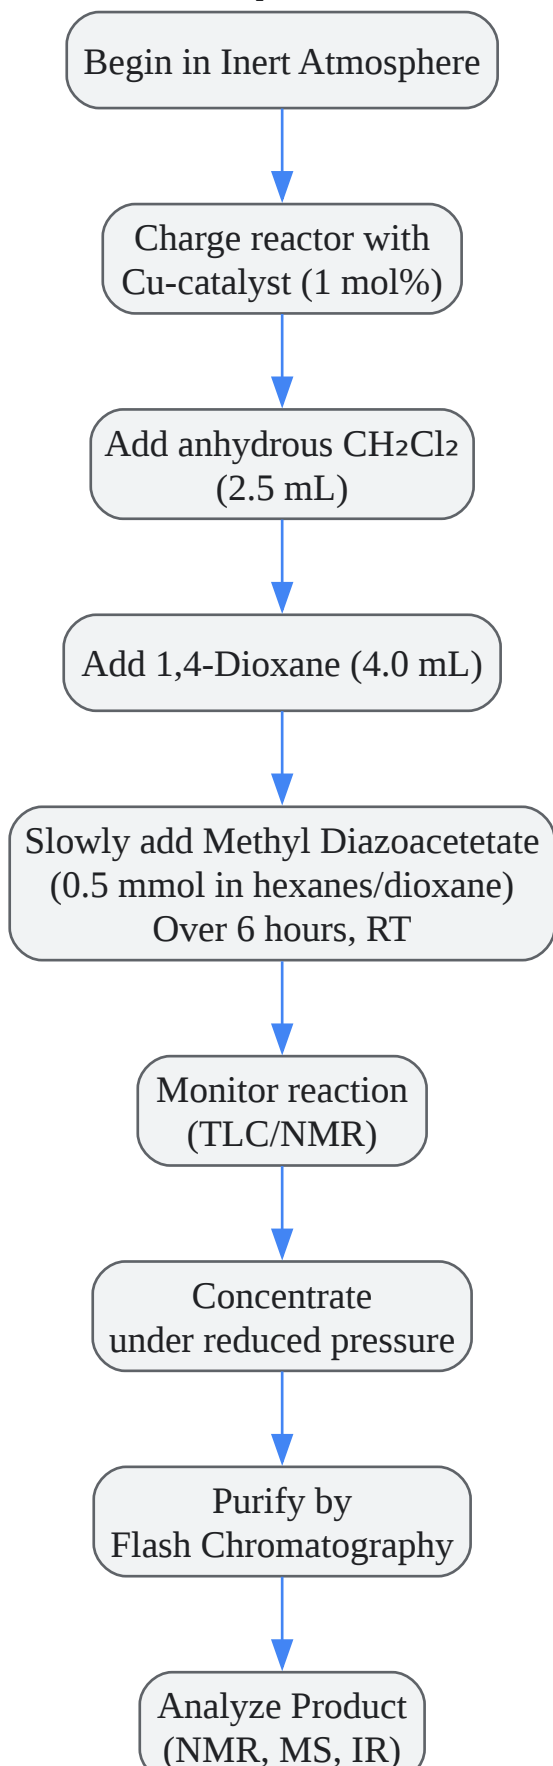 Begin in Inert Atmosphere
Charge reactor with
Cu-catalyst (1 mol%)
Add anhydrous CH₂Cl₂
(2.5 mL)
Add 1,4-Dioxane (4.0 mL)
Slowly add Methyl Diazoacetetate
(0.5 mmol in hexanes/dioxane)
Over 6 hours, RT
Monitor reaction
(TLC/NMR)
Concentrate
under reduced pressure
Purify by
Flash Chromatography
Analyze Product
(NMR, MS, IR)